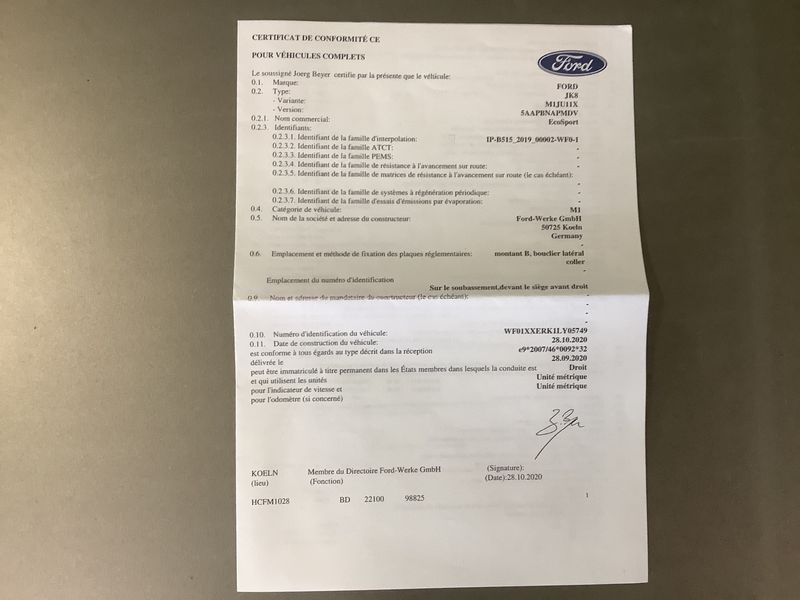 CERTIFICAT DE CONFORMITÉ CE
POUR VÉHICULES COMPLETS
Ford
Le soussigné Joerg Beyer certifie par la présente que le véhicule:
0.1. Marque: FORD
0.2. Type: JK8
- Variante: M1JU11X
- Version: 5AAPBNAPMDV
0.2.1. Nom commercial: EcoSport
0.2.3. Identifiants:
0.2.3.1. Identifiant de la famille d'interpolation: IP-B515_2019_00002-WF0-1
0.2.3.2. Identifiant de la famille ATCT: -
0.2.3.3. Identifiant de la famille PEMS: -
0.2.3.4. Identifiant de la famille de résistance à l'avancement sur route: -
0.2.3.5. Identifiant de la famille de matrices de résistance à l'avancement sur route (le cas échéant):
-
0.2.3.6. Identifiant de la famille de systèmes à régénération périodique: -
0.2.3.7. Identifiant de la famille d'essais d'émissions par évaporation: -
0.4. Catégorie de véhicule: M1
0.5. Nom de la société et adresse du constructeur: Ford-Werke GmbH
50725 Koeln
Germany
-
0.6. Emplacement et méthode de fixation des plaques réglementaires: montant B, bouclier latéral
coller
-
Emplacement du numéro d'identification
Sur le soubassement,devant le siège avant droit
0.9. Nom et adresse du mandataire du constructeur (le cas échéant): -
-
-
0.10. Numéro d'identification du véhicule: WF01XXERK1LY05749
0.11. Date de construction du véhicule: 28.10.2020
est conforme à tous égards au type décrit dans la réception e9*2007/46*0092*32
délivrée le 28.09.2020
peut être immatriculé à titre permanent dans les États membres dans lesquels la conduite est Droit
et qui utilisent les unités Unité métrique
pour l'indicateur de vitesse et Unité métrique
pour l'odomètre (si concerné)
KOELN Membre du Directoire Ford-Werke GmbH (Signature):
(lieu) (Fonction) (Date):28.10.2020
HCFM1028 BD 22100 98825 1